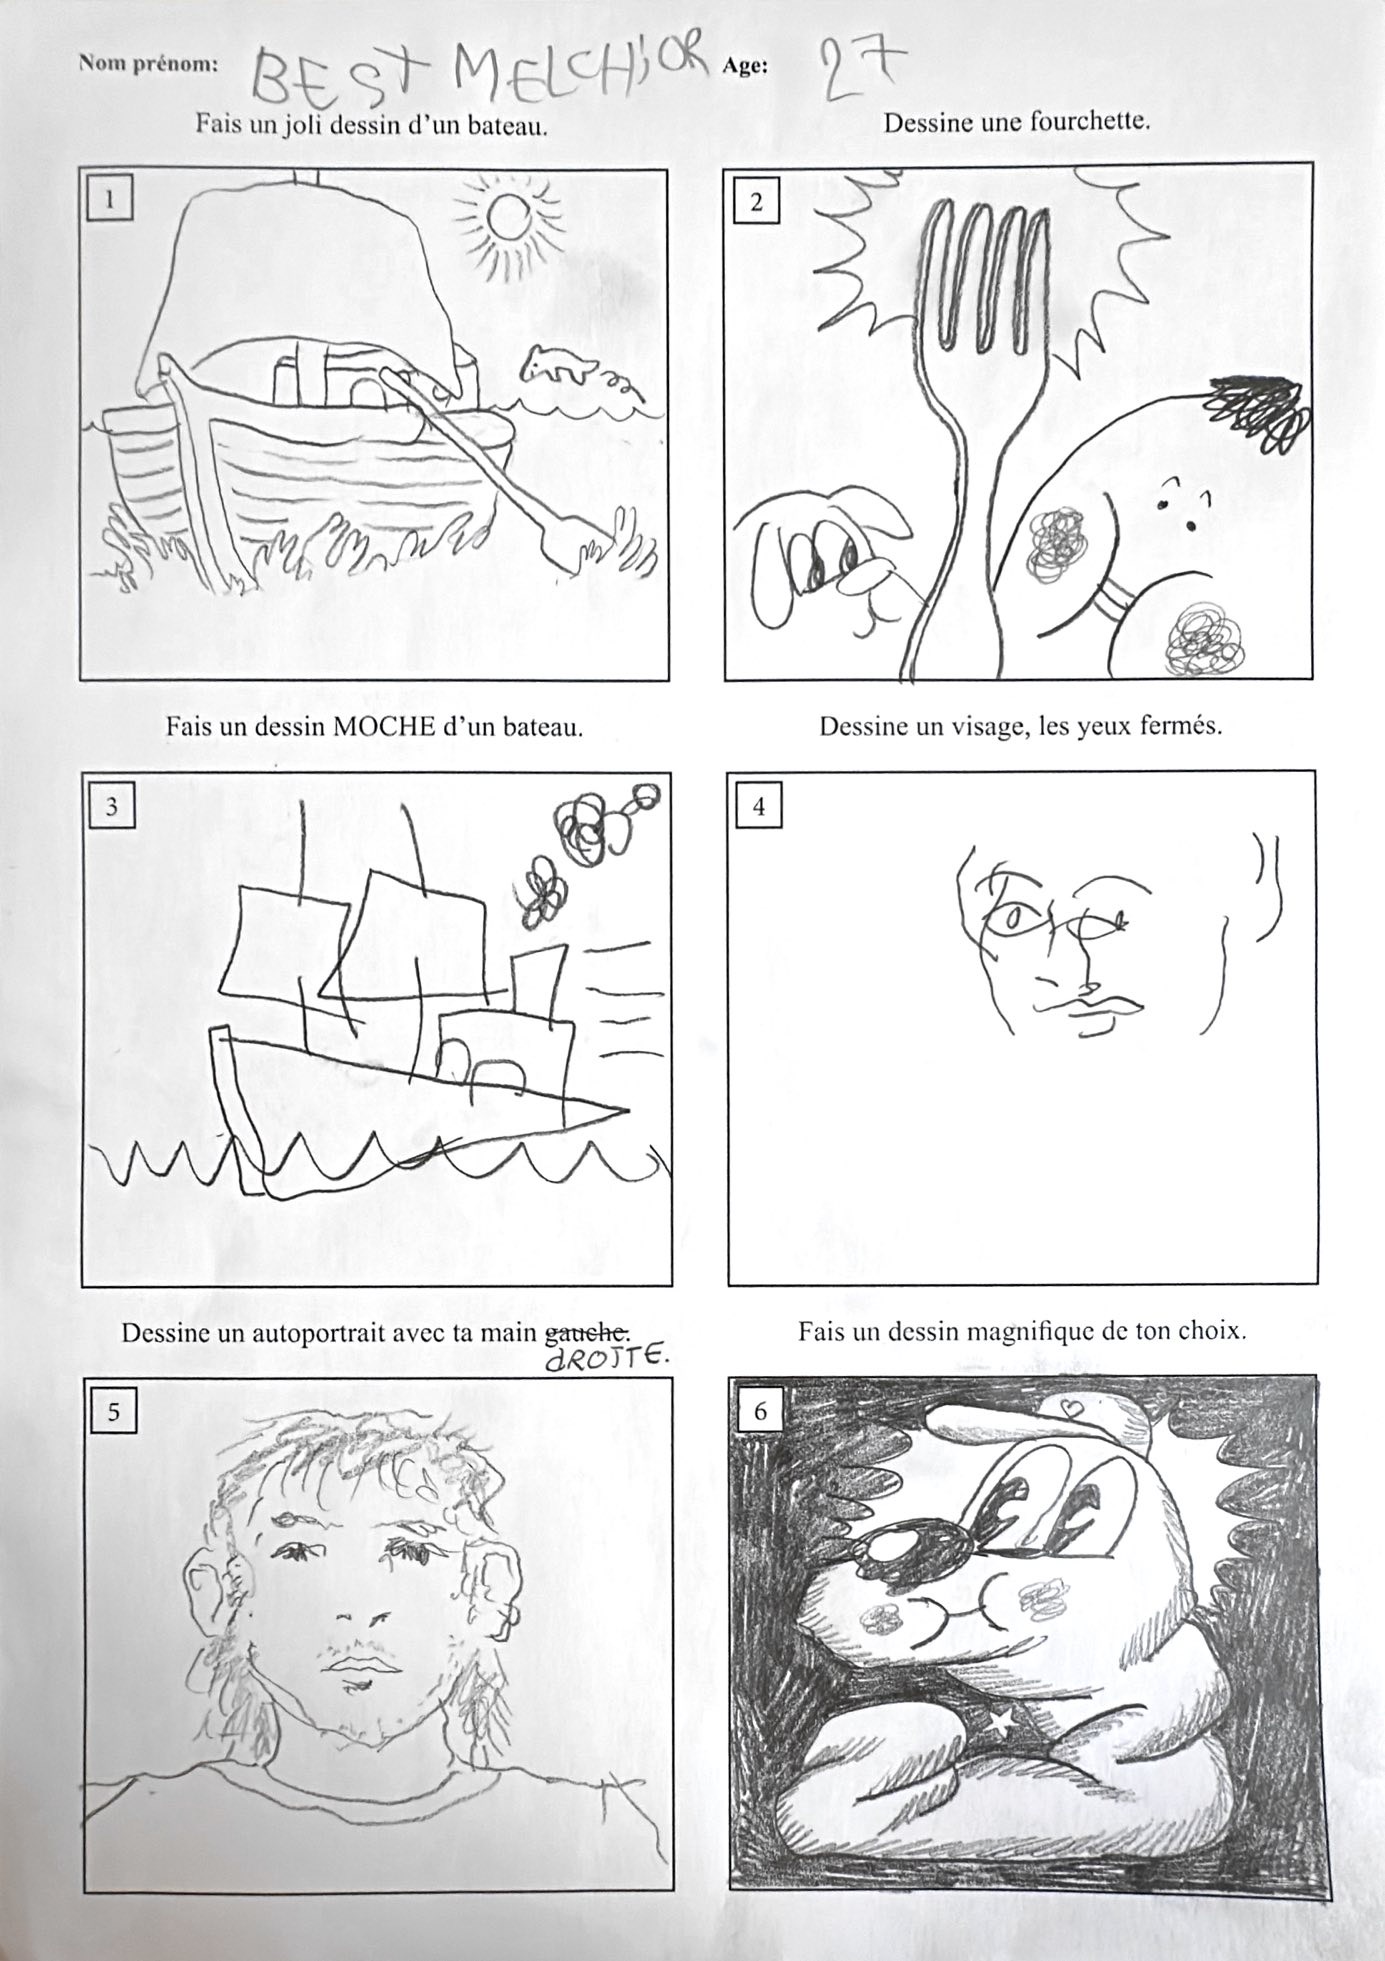 Nom prénom: BEST MELCHIOR Age: 27
Fais un joli dessin d'un bateau.
Dessine une fourchette.
1
2
Fais un dessin MOCHE d'un bateau.
Dessine un visage, les yeux fermés.
3
4
Dessine un autoportrait avec ta main gauche.
dROITE.
Fais un dessin magnifique de ton choix.
5
6